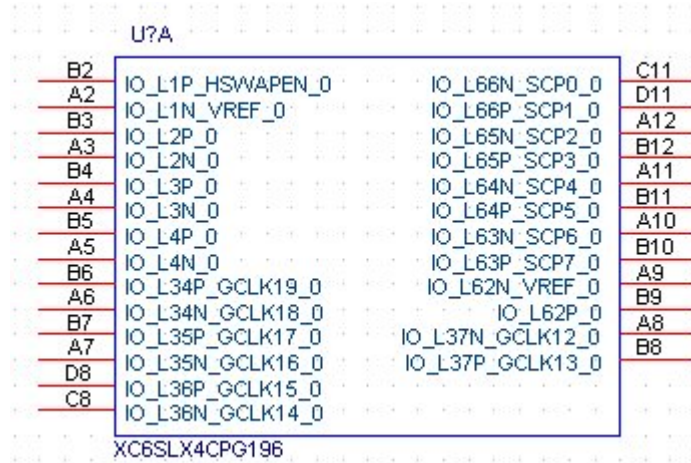 U?A
B2 IO_L1P_HSWAPEN_0 IO_L66N_SCP0_0 C11
A2 IO_L1N_VREF_0 IO_L66P_SCP1_0 D11
B3 IO_L2P_0 IO_L65N_SCP2_0 A12
A3 IO_L2N_0 IO_L65P_SCP3_0 B12
B4 IO_L3P_0 IO_L64N_SCP4_0 A11
A4 IO_L3N_0 IO_L64P_SCP5_0 B11
B5 IO_L4P_0 IO_L63N_SCP6_0 A10
A5 IO_L4N_0 IO_L63P_SCP7_0 B10
B6 IO_L34P_GCLK19_0 IO_L62N_VREF_0 A9
A6 IO_L34N_GCLK18_0 IO_L62P_0 B9
B7 IO_L35P_GCLK17_0 IO_L37N_GCLK12_0 A8
A7 IO_L35N_GCLK16_0 IO_L37P_GCLK13_0 B8
D8 IO_L36P_GCLK15_0
C8 IO_L36N_GCLK14_0
XC6SLX4CPG196